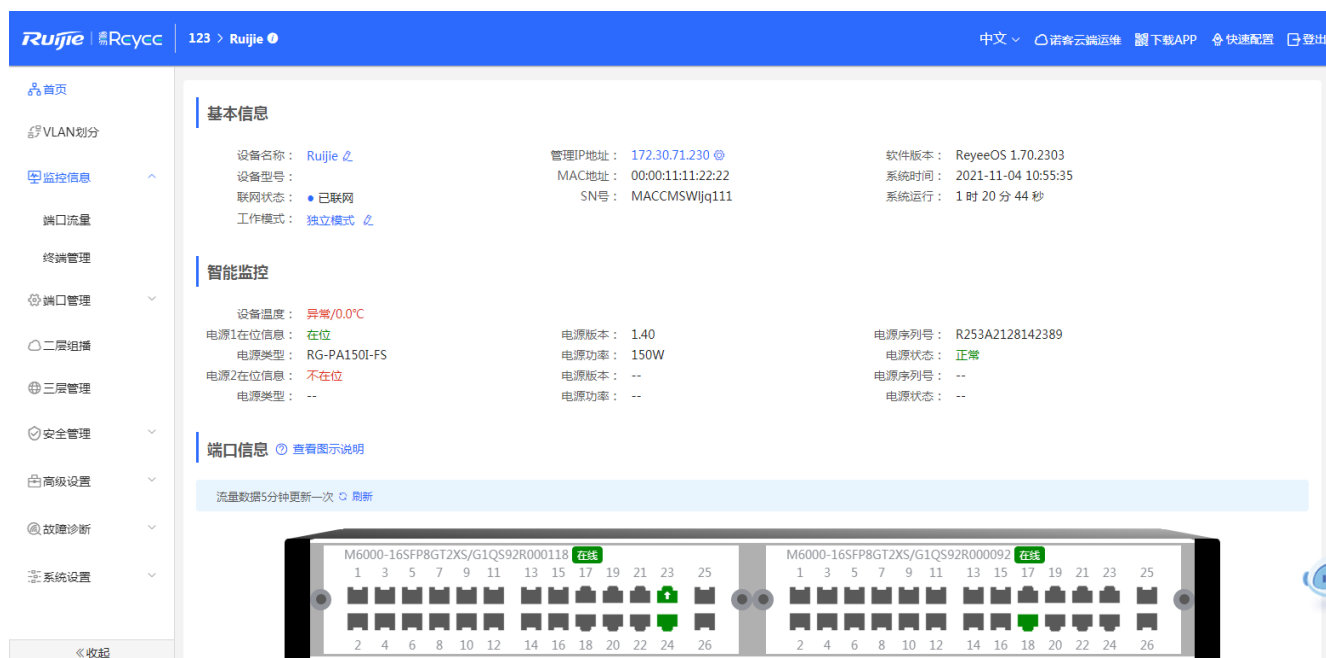 Ruijie Rcycc 123 > Ruijie 中文 诺客云端运维 下载APP 快速配置 登出
首页
VLAN划分
监控信息
端口流量
终端管理
端口管理
二层组播
三层管理
安全管理
高级设置
故障诊断
系统设置
《收起
基本信息
设备名称： Ruijie 管理IP地址： 172.30.71.230 软件版本： ReyeeOS 1.70.2303
设备型号： MAC地址： 00:00:11:11:22:22 系统时间： 2021-11-04 10:55:35
联网状态： 已联网 SN号： MACCMSWljq111 系统运行： 1 时 20 分 44 秒
工作模式： 独立模式
智能监控
设备温度： 异常/0.0℃
电源1在位信息： 在位 电源版本： 1.40 电源序列号： R253A2128142389
电源类型： RG-PA150I-FS 电源功率： 150W 电源状态： 正常
电源2在位信息： 不在位 电源版本： -- 电源序列号： --
电源类型： -- 电源功率： -- 电源状态： --
端口信息 查看图示说明
流量数据5分钟更新一次 刷新
M6000-16SFP8GT2XS/G1QS92R000118 在线 M6000-16SFP8GT2XS/G1QS92R000092 在线
1 3 5 7 9 11 13 15 17 19 21 23 25 1 3 5 7 9 11 13 15 17 19 21 23 25
2 4 6 8 10 12 14 16 18 20 22 24 26 2 4 6 8 10 12 14 16 18 20 22 24 26